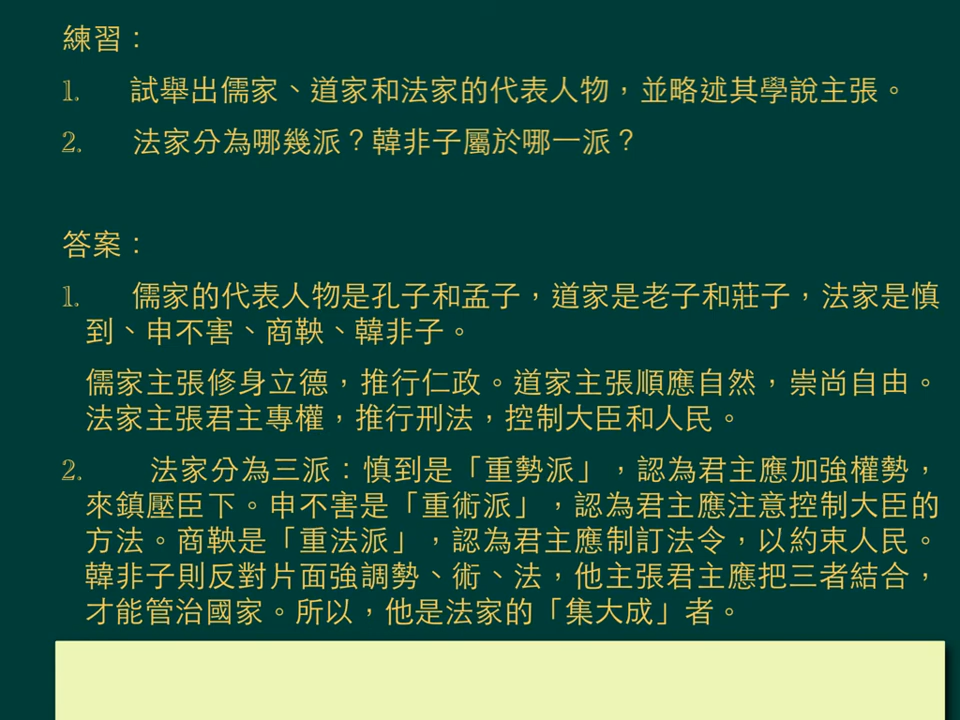 練習：
1. 試舉出儒家、道家和法家的代表人物，並略述其學說主張。
2. 法家分為哪幾派？韓非子屬於哪一派？
答案：
1. 儒家的代表人物是孔子和孟子，道家是老子和莊子，法家是慎
到、申不害、商鞅、韓非子。
儒家主張修身立德，推行仁政。道家主張順應自然，崇尚自由。
法家主張君主專權，推行刑法，控制大臣和人民。
2. 法家分為三派：慎到是「重勢派」，認為君主應加強權勢，
來鎮壓臣下。申不害是「重術派」，認為君主應注意控制大臣的
方法。商鞅是「重法派」，認為君主應制訂法令，以約束人民。
韓非子則反對片面強調勢、術、法，他主張君主應把三者結合，
才能管治國家。所以，他是法家的「集大成」者。